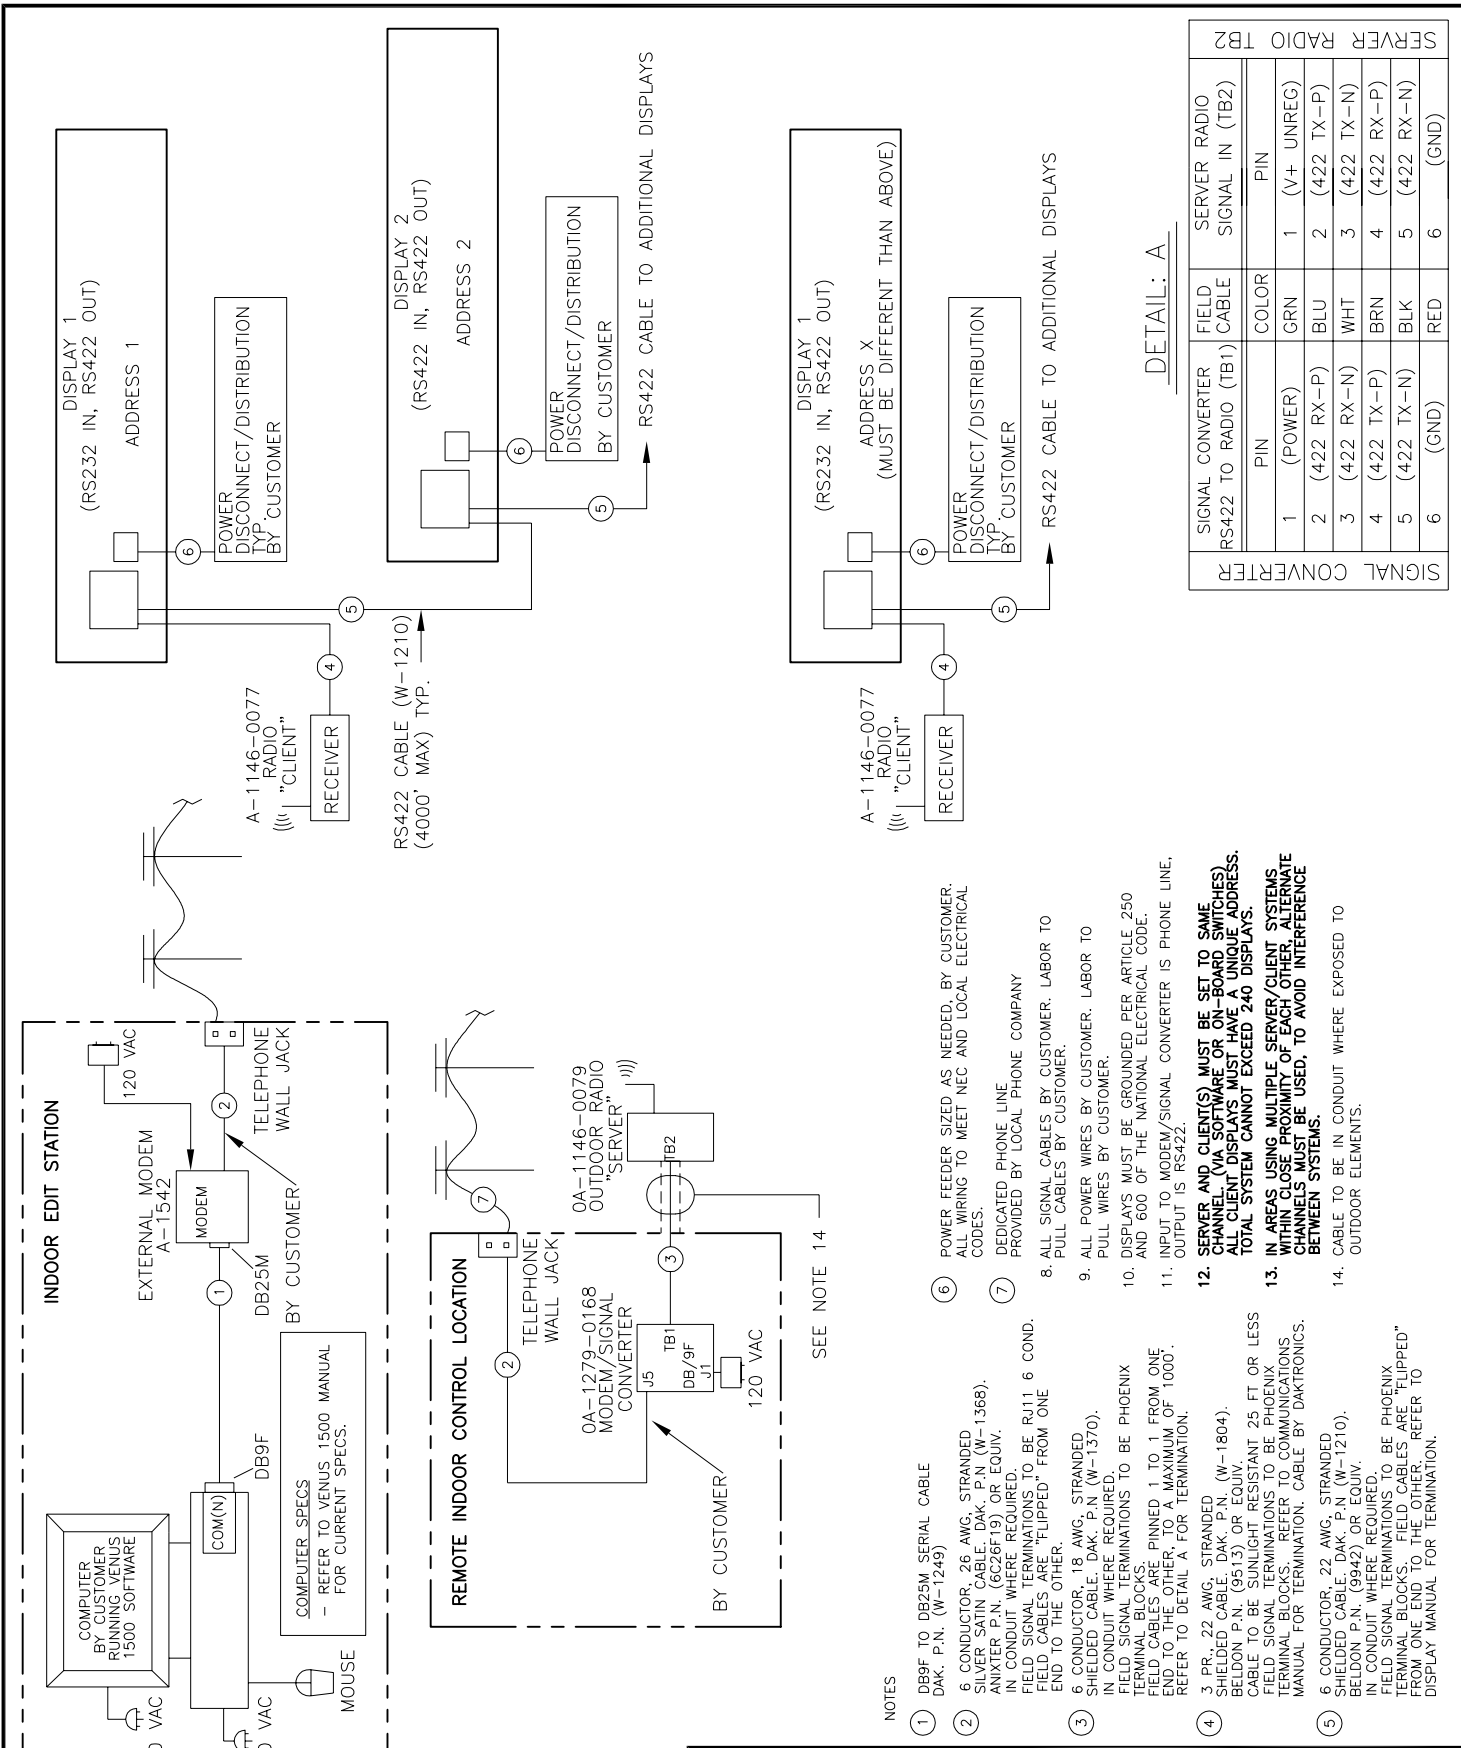 INDOOR EDIT STATION
COMPUTER
BY CUSTOMER
RUNNING VENUS
1500 SOFTWARE
VAC
VAC
MOUSE
COM(N)
DB9F
COMPUTER SPECS
- REFER TO VENUS 1500 MANUAL
FOR CURRENT SPECS.
1
DB25M
EXTERNAL MODEM
A-1542
MODEM
120 VAC
2
BY CUSTOMER
TELEPHONE
WALL JACK
REMOTE INDOOR CONTROL LOCATION
2
TELEPHONE
WALL JACK
7
0A-1279-0168
MODEM/SIGNAL
CONVERTER
J5
TB1
DB/9F
J1
120 VAC
BY CUSTOMER
3
0A-1146-0079
OUTDOOR RADIO
"SERVER"
TB2
SEE NOTE 14
DISPLAY 1
(RS232 IN, RS422 OUT)
ADDRESS 1
6
POWER
DISCONNECT/DISTRIBUTION
TYP.
BY CUSTOMER
A-1146-0077
RADIO
"CLIENT"
RECEIVER
4
5
RS422 CABLE (W-1210)
(4000' MAX) TYP.
DISPLAY 2
(RS422 IN, RS422 OUT)
ADDRESS 2
6
POWER
DISCONNECT/DISTRIBUTION
BY CUSTOMER
5
RS422 CABLE TO ADDITIONAL DISPLAYS
DISPLAY 1
(RS232 IN, RS422 OUT)
ADDRESS X
(MUST BE DIFFERENT THAN ABOVE)
6
POWER
DISCONNECT/DISTRIBUTION
TYP.
BY CUSTOMER
A-1146-0077
RADIO
"CLIENT"
RECEIVER
4
5
RS422 CABLE TO ADDITIONAL DISPLAYS
NOTES
1 DB9F TO DB25M SERIAL CABLE
DAK. P.N. (W-1249)
2 6 CONDUCTOR, 26 AWG, STRANDED
SILVER SATIN CABLE. DAK. P.N (W-1368).
ANIXTER P.N. (6C26F19) OR EQUIV.
IN CONDUIT WHERE REQUIRED.
FIELD SIGNAL TERMINATIONS TO BE RJ11 6 COND.
FIELD CABLES ARE "FLIPPED" FROM ONE
END TO THE OTHER.
3 6 CONDUCTOR, 18 AWG, STRANDED
SHIELDED CABLE. DAK. P.N (W-1370).
IN CONDUIT WHERE REQUIRED.
FIELD SIGNAL TERMINATIONS TO BE PHOENIX
TERMINAL BLOCKS.
FIELD CABLES ARE PINNED 1 TO 1 FROM ONE
END TO THE OTHER, TO A MAXIMUM OF 1000'.
REFER TO DETAIL A FOR TERMINATION.
4 3 PR., 22 AWG, STRANDED
SHIELDED CABLE. DAK. P.N. (W-1804).
BELDON P.N. (9513) OR EQUIV.
CABLE TO BE SUNLIGHT RESISTANT 25 FT OR LESS
FIELD SIGNAL TERMINATIONS TO BE PHOENIX
TERMINAL BLOCKS. REFER TO COMMUNICATIONS
MANUAL FOR TERMINATION. CABLE BY DAKTRONICS.
5 6 CONDUCTOR, 22 AWG, STRANDED
SHIELDED CABLE. DAK. P.N (W-1210).
BELDON P.N. (9942) OR EQUIV.
IN CONDUIT WHERE REQUIRED.
FIELD SIGNAL TERMINATIONS TO BE PHOENIX
TERMINAL BLOCKS. FIELD CABLES ARE "FLIPPED"
FROM ONE END TO THE OTHER. REFER TO
DISPLAY MANUAL FOR TERMINATION.
6 POWER FEEDER SIZED AS NEEDED, BY CUSTOMER.
ALL WIRING TO MEET NEC AND LOCAL ELECTRICAL
CODES.
7 DEDICATED PHONE LINE
PROVIDED BY LOCAL PHONE COMPANY
8. ALL SIGNAL CABLES BY CUSTOMER. LABOR TO
PULL CABLES BY CUSTOMER.
9. ALL POWER WIRES BY CUSTOMER. LABOR TO
PULL WIRES BY CUSTOMER.
10. DISPLAYS MUST BE GROUNDED PER ARTICLE 250
AND 600 OF THE NATIONAL ELECTRICAL CODE.
11. INPUT TO MODEM/SIGNAL CONVERTER IS PHONE LINE,
OUTPUT IS RS422.
12. SERVER AND CLIENT(S) MUST BE SET TO SAME
CHANNEL. (VIA SOFTWARE OR ON-BOARD SWITCHES)
ALL CLIENT DISPLAYS MUST HAVE A UNIQUE ADDRESS.
TOTAL SYSTEM CANNOT EXCEED 240 DISPLAYS.
13. IN AREAS USING MULTIPLE SERVER/CLIENT SYSTEMS
WITHIN CLOSE PROXIMITY OF EACH OTHER, ALTERNATE
CHANNELS MUST BE USED, TO AVOID INTERFERENCE
BETWEEN SYSTEMS.
14. CABLE TO BE IN CONDUIT WHERE EXPOSED TO
OUTDOOR ELEMENTS.
DETAIL: A
SIGNAL CONVERTER
SERVER RADIO TB2
SIGNAL CONVERTER FIELD SERVER RADIO
RS422 TO RADIO (TB1) CABLE SIGNAL IN (TB2)
PIN COLOR PIN
1 (POWER) GRN 1 (V+ UNREG)
2 (422 RX-P) BLU 2 (422 TX-P)
3 (422 RX-N) WHT 3 (422 TX-N)
4 (422 TX-P) BRN 4 (422 RX-P)
5 (422 TX-N) BLK 5 (422 RX-N)
6 (GND) RED 6 (GND)